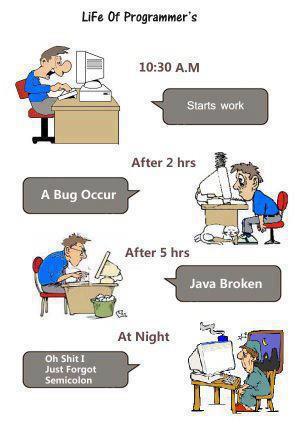 LiFe Of Programmer's
10:30 A.M
Starts work
After 2 hrs
A Bug Occur
After 5 hrs
Java Broken
At Night
Oh Shit I
Just Forgot
Semicolon